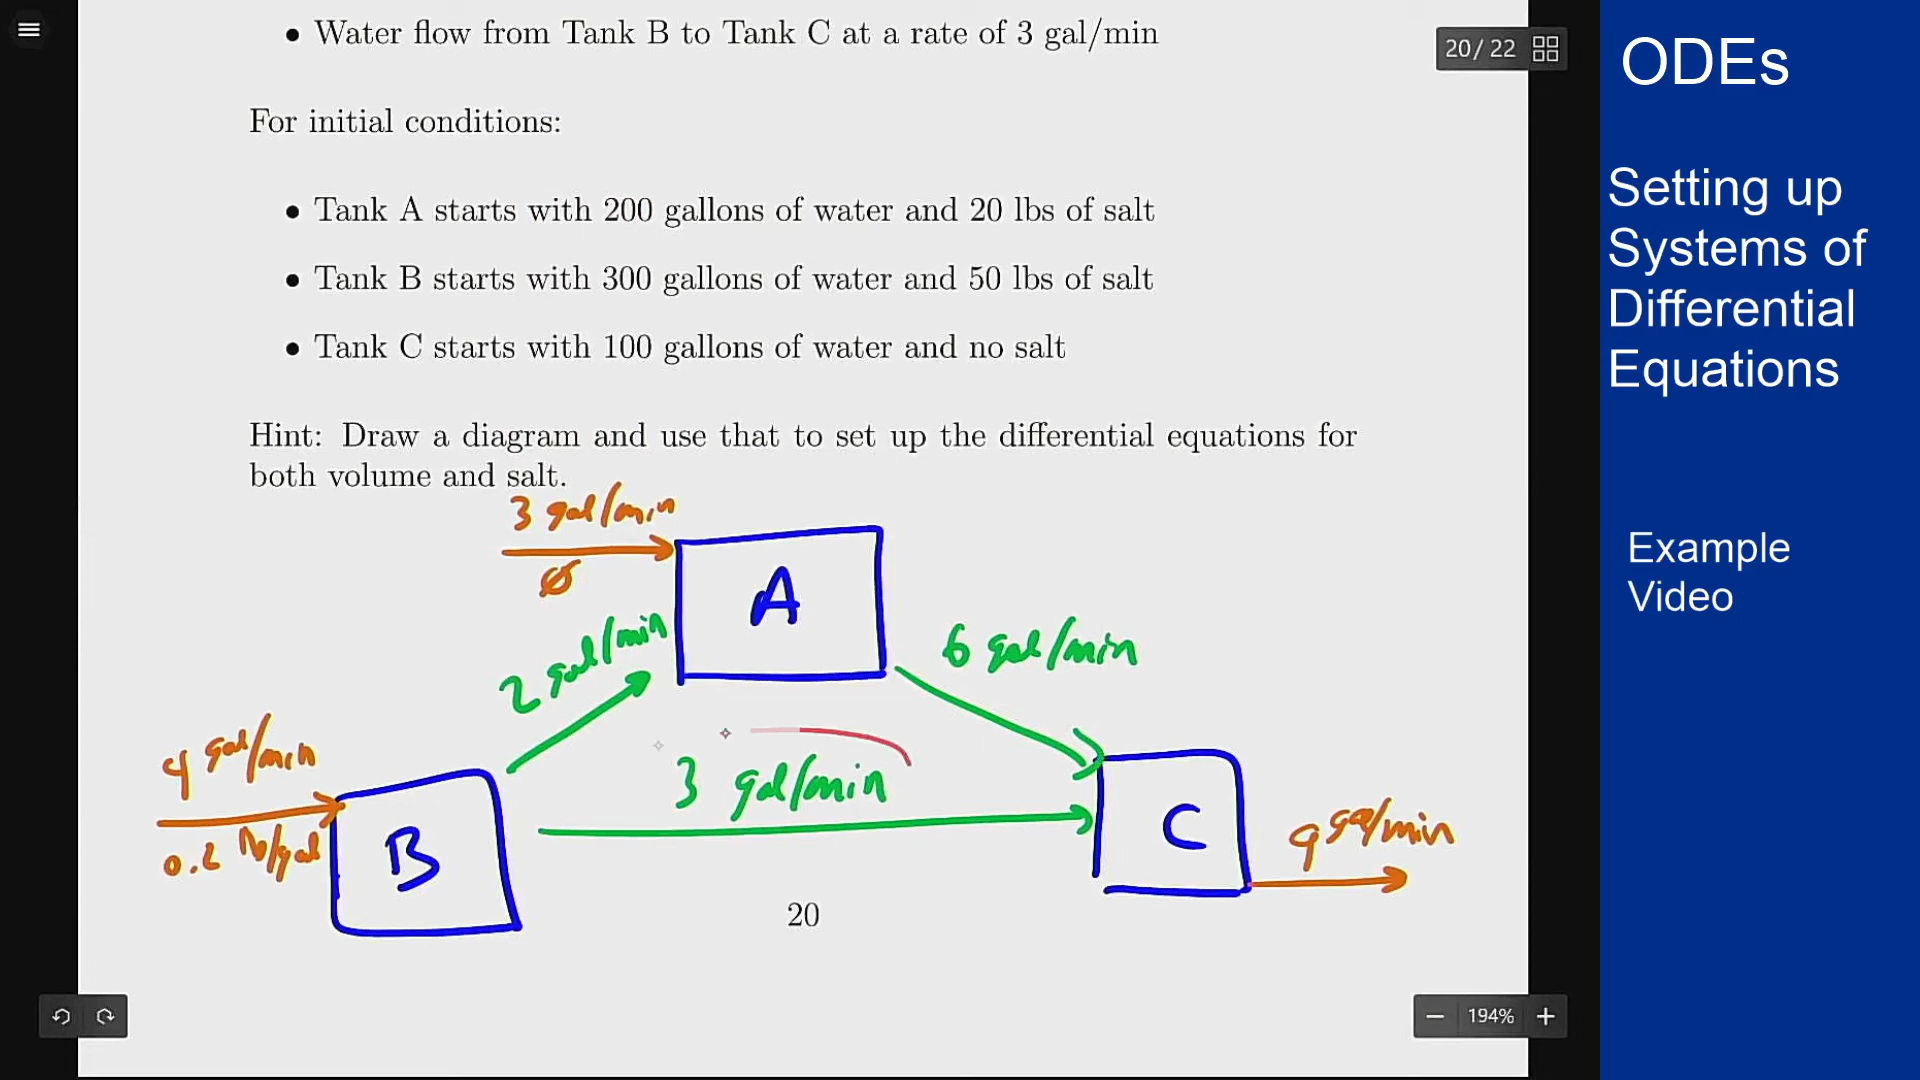 • Water flow from Tank B to Tank C at a rate of 3 gal/min
20 / 22
For initial conditions:
• Tank A starts with 200 gallons of water and 20 lbs of salt
• Tank B starts with 300 gallons of water and 50 lbs of salt
• Tank C starts with 100 gallons of water and no salt
Hint: Draw a diagram and use that to set up the differential equations for
both volume and salt.
3 gal/min
Ø
A
2 gal/min
6 gal/min
4 gal/min
0.2 lb/gal
B
3 gal/min
C
9 gal/min
20
194%
ODEs
Setting up
Systems of
Differential
Equations
Example
Video